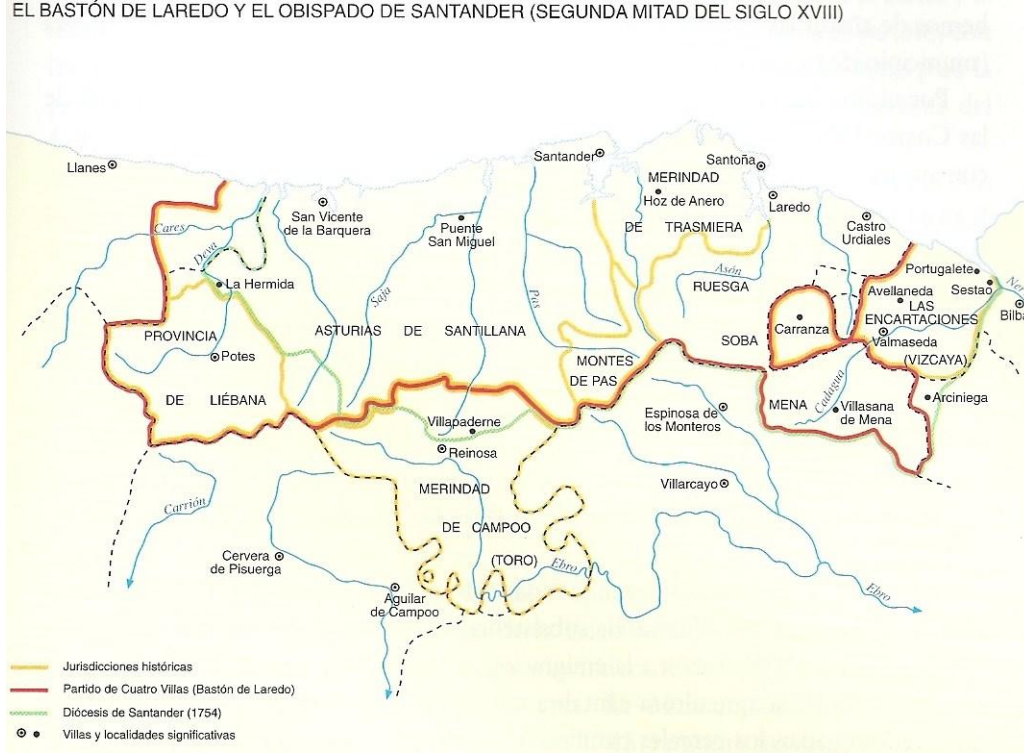 EL BASTÓN DE LAREDO Y EL OBISPADO DE SANTANDER (SEGUNDA MITAD DEL SIGLO XVIII)
Llanes
Santander
Santoña
MERINDAD
Hoz de Anero
DE TRASMIERA
Laredo
San Vicente
de la Barquera
Puente
San Miguel
Castro
Urdiales
Cares
Deva
La Hermida
Saja
Pas
Asón
RUESGA
Portugalete
Sestao
Avellaneda
LAS
ENCARTACIONES
Valmaseda
(VIZCAYA)
PROVINCIA
Potes
DE LIÉBANA
ASTURIAS DE SANTILLANA
MONTES
DE PAS
SOBA
Carranza
MENA
Cadagua
Villasana
de Mena
Arciniega
Espinosa de
los Monteros
Villapaderne
Reinosa
Villarcayo
MERINDAD
DE CAMPOO
(TORO)
Ebro
Ebro
Carrión
Cervera
de Pisuerga
Aguilar
de Campoo
Jurisdicciones históricas
Partido de Cuatro Villas (Bastón de Laredo)
Diócesis de Santander (1754)
Villas y localidades significativas